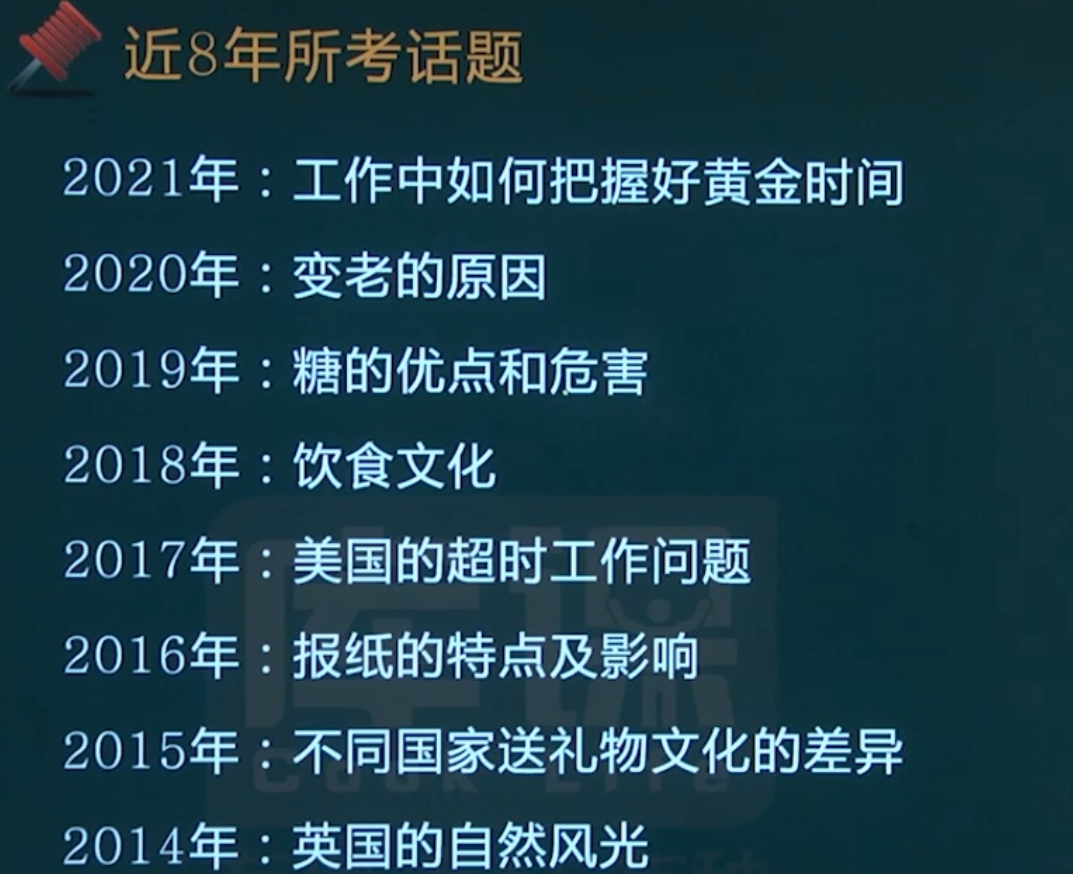 近8年所考话题
2021年：工作中如何把握好黄金时间
2020年：变老的原因
2019年：糖的优点和危害
2018年：饮食文化
2017年：美国的超时工作问题
2016年：报纸的特点及影响
2015年：不同国家送礼物文化的差异
2014年：英国的自然风光
库课